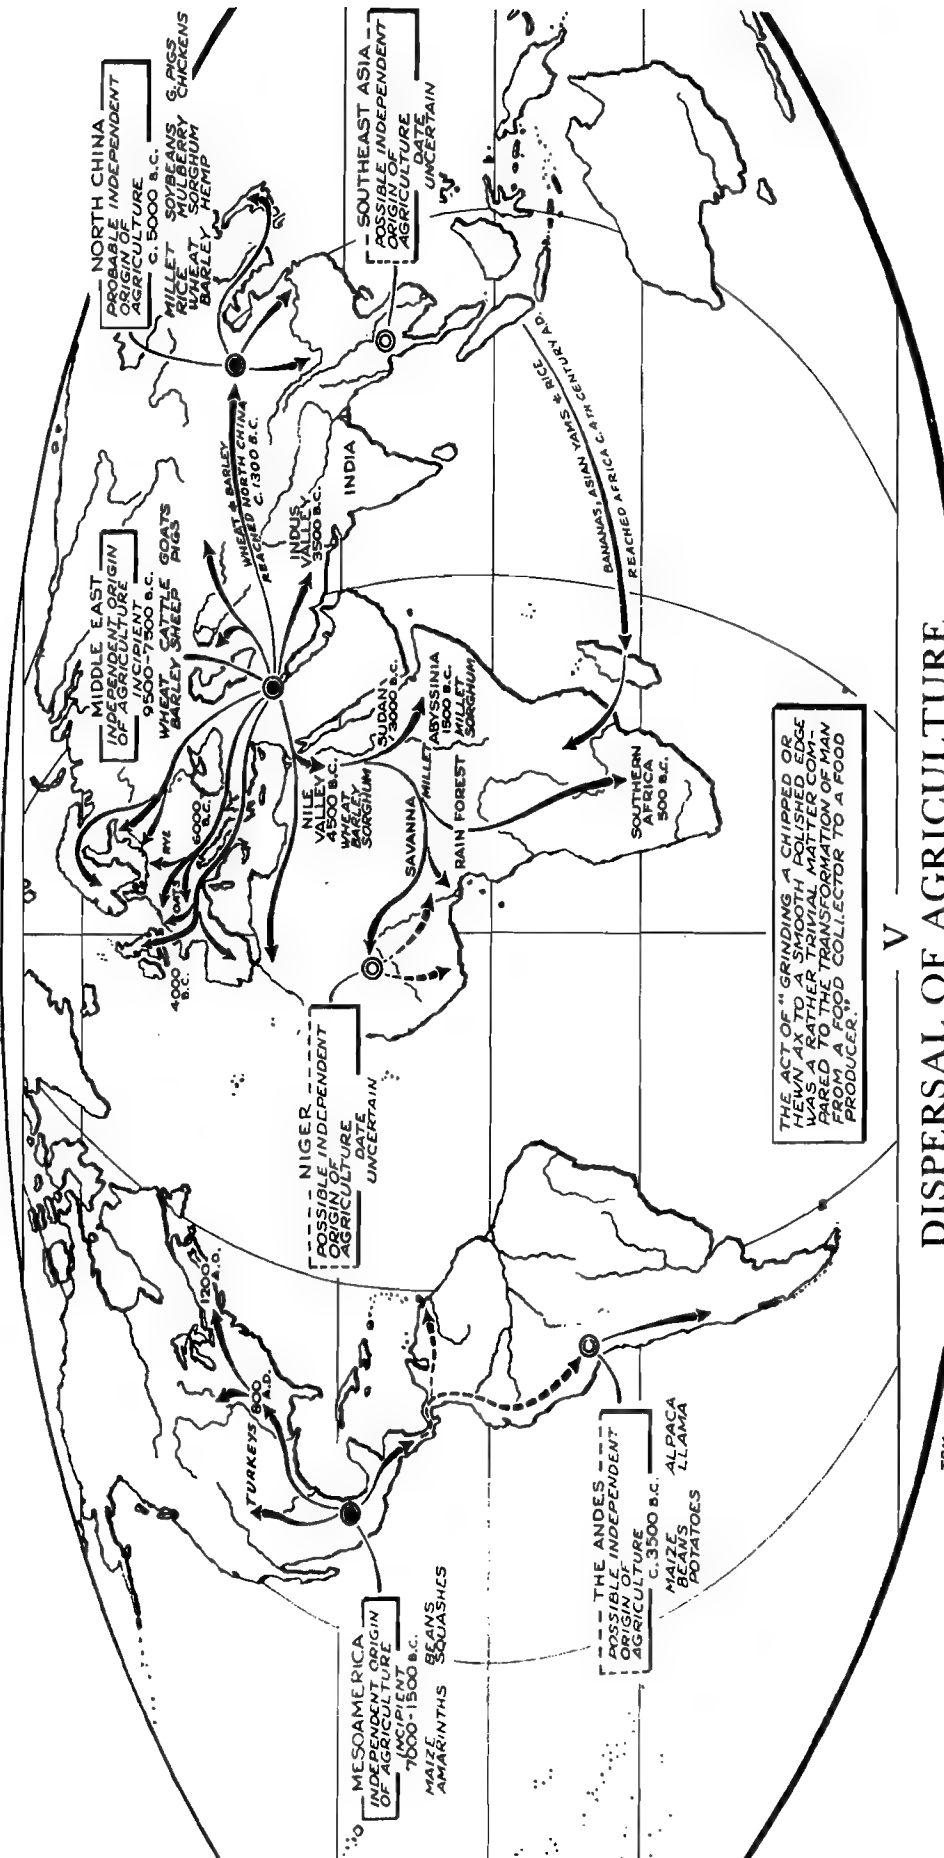 MESOAMERICA
INDEPENDENT ORIGIN
OF AGRICULTURE
INCIPIENT
7000-1500 B.C.
MAIZE BEANS
AMARINTHS SQUASHES
TURKEYS
800
A.D.
1200
A.D.
THE ANDES
POSSIBLE INDEPENDENT
ORIGIN OF
AGRICULTURE
C. 3500 B.C.
MAIZE ALPACA
BEANS LLAMA
POTATOES
NIGER
POSSIBLE INDEPENDENT
ORIGIN OF
AGRICULTURE
DATE
UNCERTAIN
MIDDLE EAST
INDEPENDENT ORIGIN
OF AGRICULTURE
INCIPIENT
9500-7500 B.C.
WHEAT CATTLE GOATS
BARLEY SHEEP PIGS
4000
B.C.
OATS
RYE
6000
B.C.
NILE
VALLEY
4500 B.C.
WHEAT
BARLEY
SORGHUM
SUDAN
3000 B.C.
ABYSSINIA
1500 B.C.
MILLET
SORGHUM
SAVANNA
MILLET
RAIN FOREST
SOUTHERN
AFRICA
500 B.C.
WHEAT & BARLEY
REACHED NORTH CHINA
C. 1300 B.C.
INDUS
VALLEY
3500 B.C.
INDIA
BANANAS, ASIAN YAMS & RICE
REACHED AFRICA C. 4TH CENTURY A.D.
NORTH CHINA
PROBABLE INDEPENDENT
ORIGIN OF
AGRICULTURE
C. 5000 B.C.
MILLET SOYBEANS G. PIGS
RICE MULBERRY CHICKENS
WHEAT SORGHUM
BARLEY HEMP
SOUTHEAST ASIA
POSSIBLE INDEPENDENT
ORIGIN OF
AGRICULTURE
DATE
UNCERTAIN
THE ACT OF "GRINDING A CHIPPED OR
HEWN AX TO A SMOOTH POLISHED EDGE
WAS A RATHER TRIVIAL MATTER COM-
PARED TO THE TRANSFORMATION OF MAN
FROM A FOOD COLLECTOR TO A FOOD
PRODUCER."
V
DISPERSAL OF AGRICULTURE